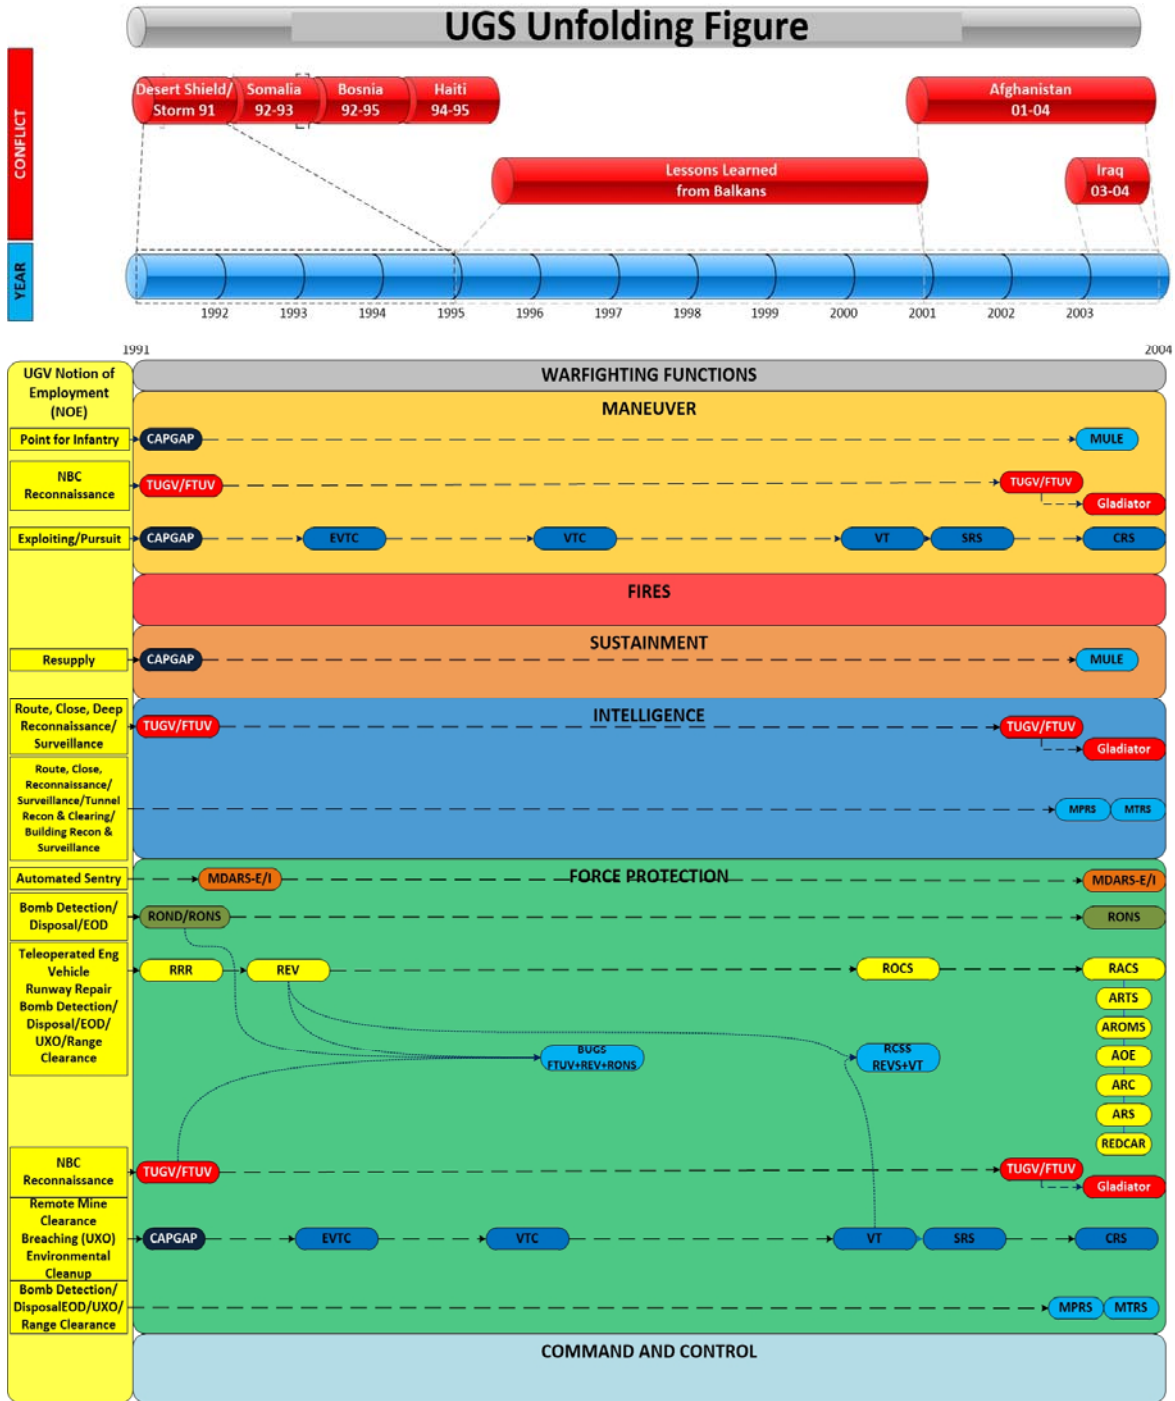 UGS Unfolding Figure
CONFLICT
Desert Shield/
Storm 91
Somalia
92-93
Bosnia
92-95
Haiti
94-95
Afghanistan
01-04
Lessons Learned
from Balkans
Iraq
03-04
YEAR
1992
1993
1994
1995
1996
1997
1998
1999
2000
2001
2002
2003
1991
2004
UGV Notion of
Employment
(NOE)
WARFIGHTING FUNCTIONS
MANEUVER
Point for Infantry
CAPGAP
MULE
NBC
Reconnaissance
TUGV/FTUV
TUGV/FTUV
Gladiator
Exploiting/Pursuit
CAPGAP
EVTC
VTC
VT
SRS
CRS
FIRES
SUSTAINMENT
Resupply
CAPGAP
MULE
INTELLIGENCE
Route, Close, Deep
Reconnaissance/
Surveillance
TUGV/FTUV
TUGV/FTUV
Gladiator
Route, Close,
Reconnaissance/
Surveillance/Tunnel
Recon & Clearing/
Building Recon &
Surveillance
MPRS
MTRS
FORCE PROTECTION
Automated Sentry
MDARS-E/I
MDARS-E/I
Bomb Detection/
Disposal/EOD
ROND/RONS
RONS
Teleoperated Eng
Vehicle
Runway Repair
Bomb Detection/
Disposal/EOD/
UXO/Range
Clearance
RRR
REV
ROCS
RACS
ARTS
AROMS
AOE
ARC
ARS
REDCAR
BUGS
FTUV+REV+RONS
RCSS
REVS+VT
NBC
Reconnaissance
TUGV/FTUV
TUGV/FTUV
Gladiator
Remote Mine
Clearance
Breaching (UXO)
Environmental
Cleanup
CAPGAP
EVTC
VTC
VT
SRS
CRS
Bomb Detection/
DisposalEOD/UXO/
Range Clearance
MPRS
MTRS
COMMAND AND CONTROL